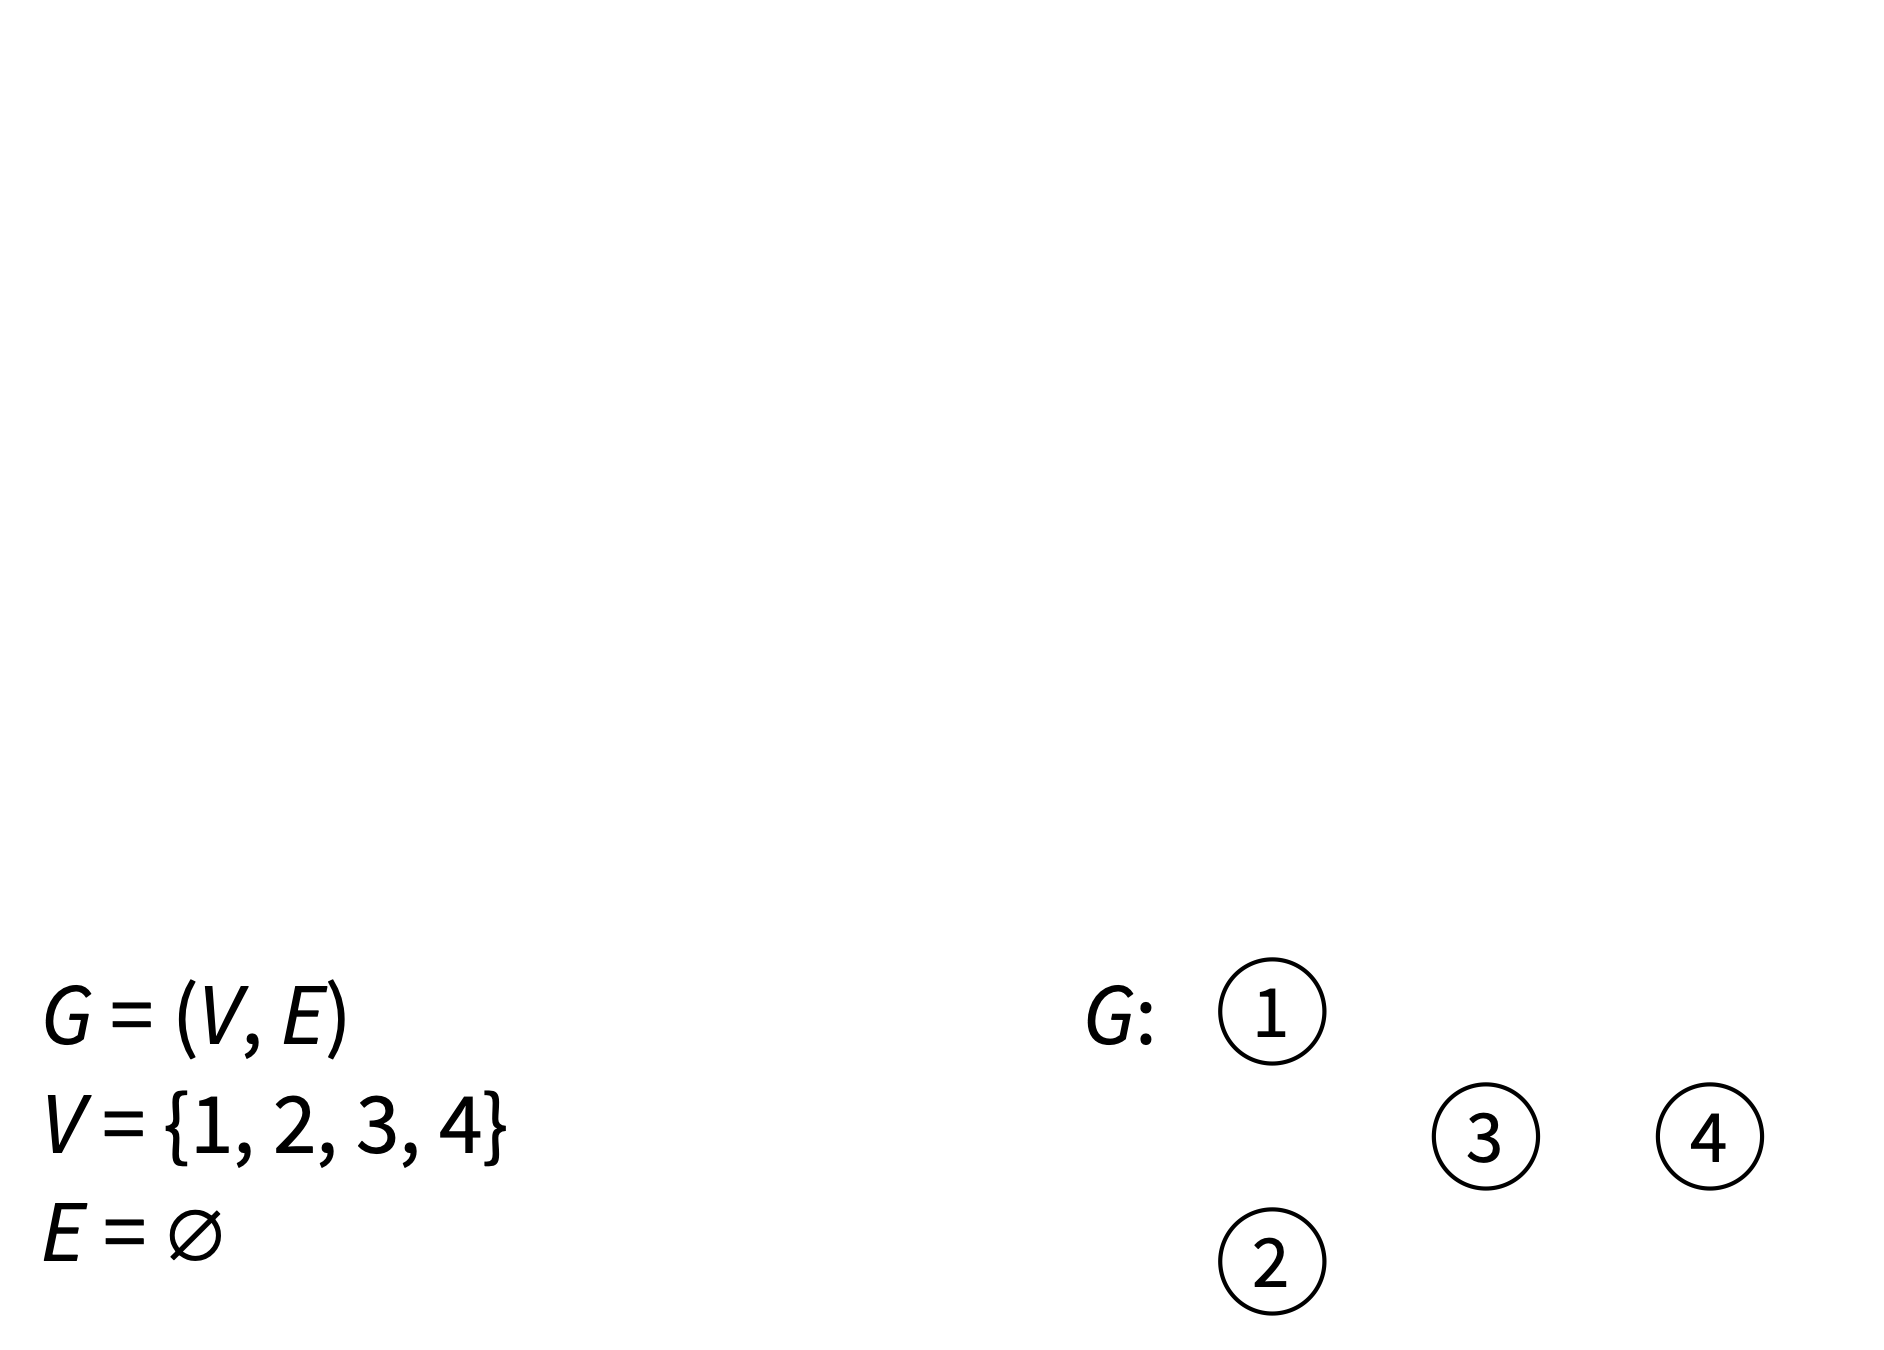 G = (V, E)
V = {1, 2, 3, 4}
E = ∅
G:
1
3
4
2